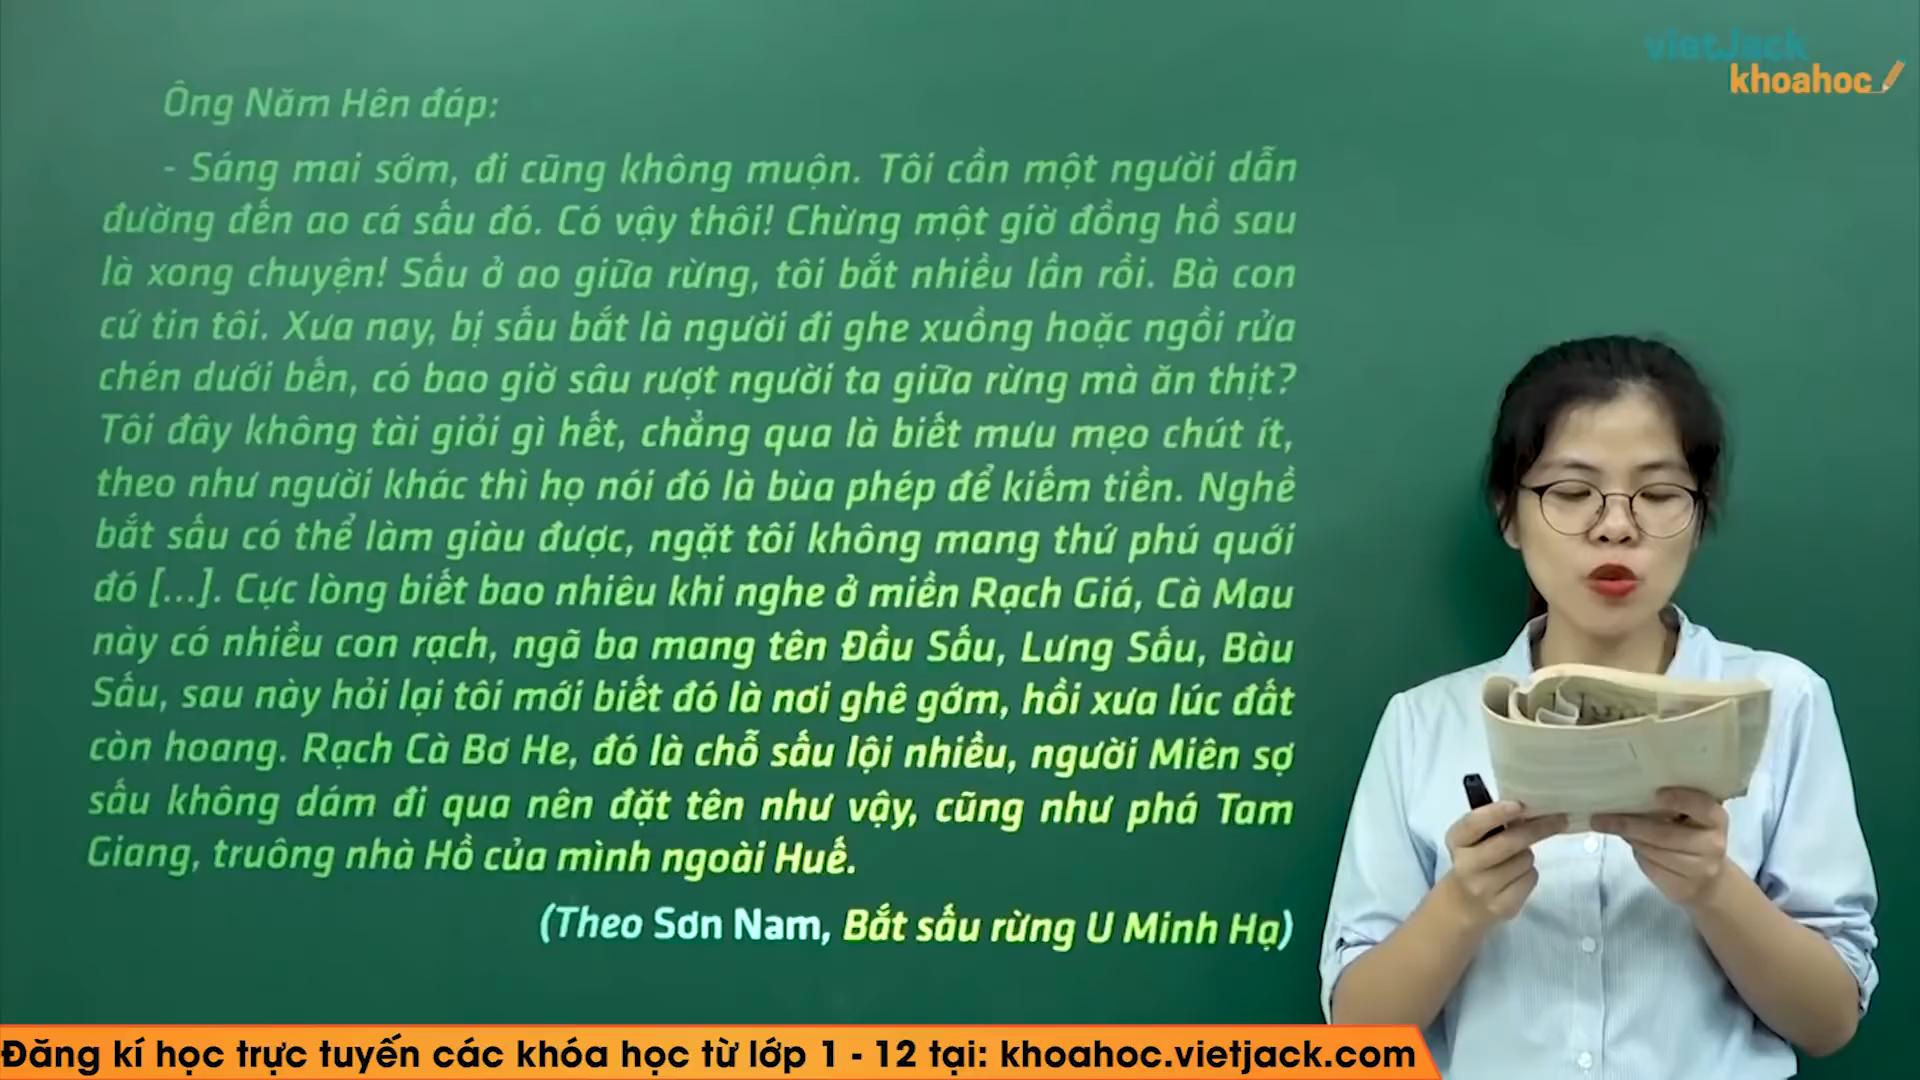 vietJack
khoahoc
Ông Năm Hên đáp:
- Sáng mai sớm, đi cũng không muộn. Tôi cần một người dẫn
đường đến ao cá sấu đó. Có vậy thôi! Chừng một giờ đồng hồ sau
là xong chuyện! Sấu ở ao giữa rừng, tôi bắt nhiều lần rồi. Bà con
cứ tin tôi. Xưa nay, bị sấu bắt là người đi ghe xuồng hoặc ngồi rửa
chén dưới bến, có bao giờ sâu rượt người ta giữa rừng mà ăn thịt?
Tôi đây không tài giỏi gì hết, chẳng qua là biết mưu mẹo chút ít,
theo như người khác thì họ nói đó là bùa phép để kiếm tiền. Nghề
bắt sấu có thể làm giàu được, ngặt tôi không mang thứ phú quới
đó [...]. Cực lòng biết bao nhiêu khi nghe ở miền Rạch Giá, Cà Mau
này có nhiều con rạch, ngã ba mang tên Đầu Sấu, Lưng Sấu, Bàu
Sấu, sau này hỏi lại tôi mới biết đó là nơi ghê gớm, hồi xưa lúc đất
còn hoang. Rạch Cà Bơ He, đó là chỗ sấu lội nhiều, người Miên sợ
sấu không dám đi qua nên đặt tên như vậy, cũng như phá Tam
Giang, truông nhà Hồ của mình ngoài Huế.
(Theo Sơn Nam, Bắt sấu rừng U Minh Hạ)
Đăng kí học trực tuyến các khóa học từ lớp 1 - 12 tại: khoahoc.vietjack.com